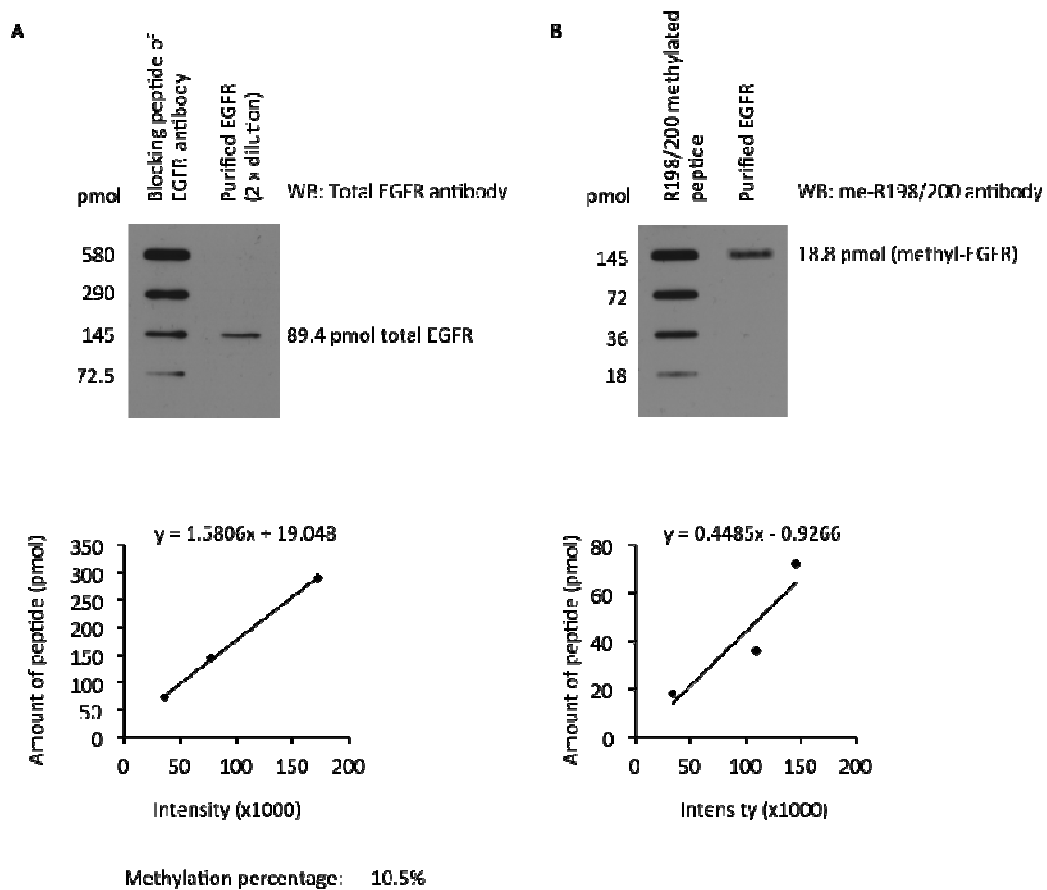 A
Blocking peptide of
EGFR antibocy
Purified EGFR
(2 x dilution)
pmol
WB: Total EGFR antibody
580
290
145
72.5
89.4 pmol total EGFR
B
R198/200 methylated
peptice
Purified EGFR
pmol
WB: me-R198/200 antibody
145
72
36
18
18.8 pmol (methyl-EGFR)
y = 1.5806x + 19.048
Amount of peptide (pmol)
350
300
250
200
150
100
50
0
0 50 100 150 200
Intensity (x1000)
y = 0.4485x - 0.9266
Amount of peptide (pmol)
80
60
40
20
0
0 50 100 150 200
Intens ty (x1000)
Methylation percentage: 10.5%